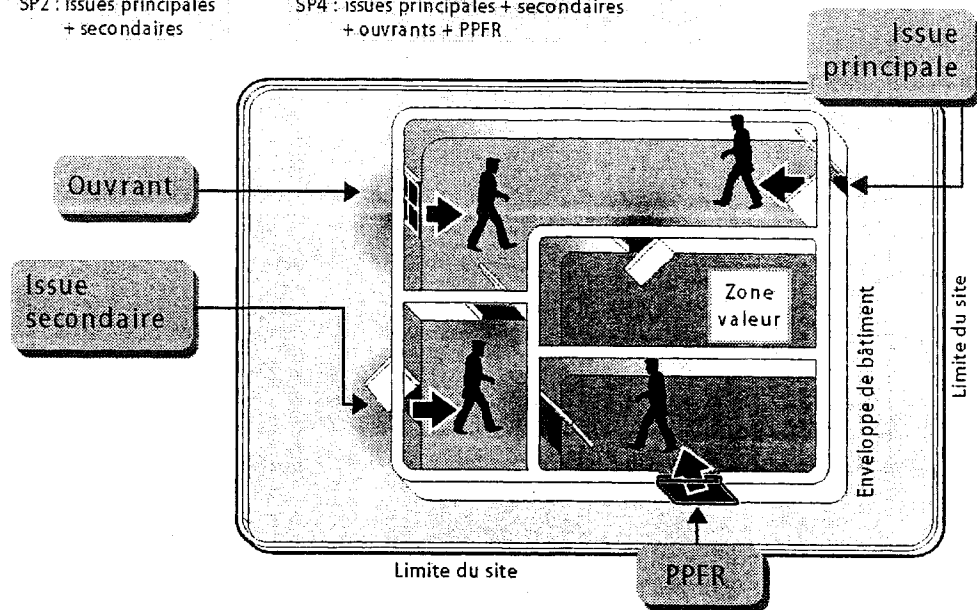 SP2 : issues principales
+ secondaires
SP4 : issues principales + secondaires
+ ouvrants + PPFR
Issue
principale
Ouvrant
Issue
secondaire
Zone
valeur
Enveloppe de bâtiment
Limite du site
Limite du site
PPFR